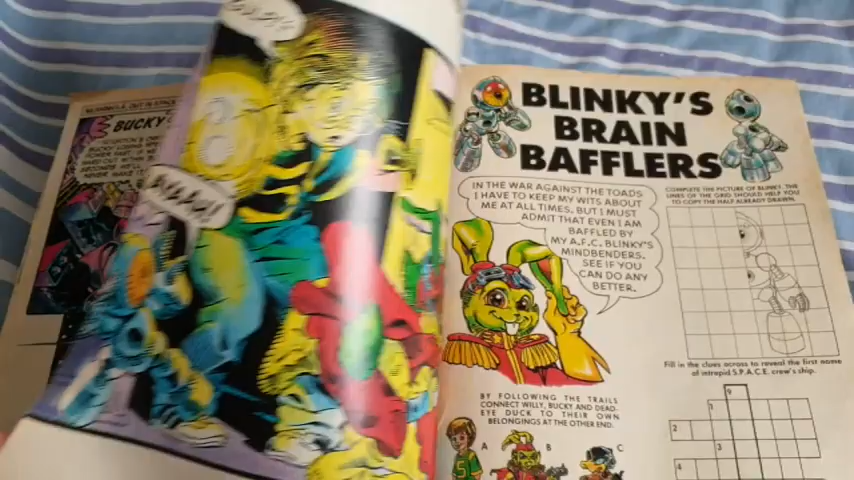 BUCKY
GULP!
BLINKY'S
BRAIN
BAFFLERS
IN THE WAR AGAINST THE TOADS
I HAVE TO KEEP MY WITS ABOUT
ME AT ALL TIMES, BUT I MUST
ADMIT THAT EVEN I AM
BAFFLED BY
MY A.F.C. BLINKY'S
MINDBENDERS.
SEE IF YOU
CAN DO ANY
BETTER.
COMPLETE THE PICTURE OF BLINKY. THE
LINES OF THE GRID SHOULD HELP YOU
TO COPY THE HALF ALREADY DRAWN.
Fill in the clues across to reveal the first name
of intrepid S.P.A.C.E. crew's ship.
BY FOLLOWING THE TRAILS
CONNECT WILLY, BUCKY AND DEAD-
EYE DUCK TO THEIR OWN
BELONGINGS AT THE OTHER END.
A B C
9
1
2
3
4
5